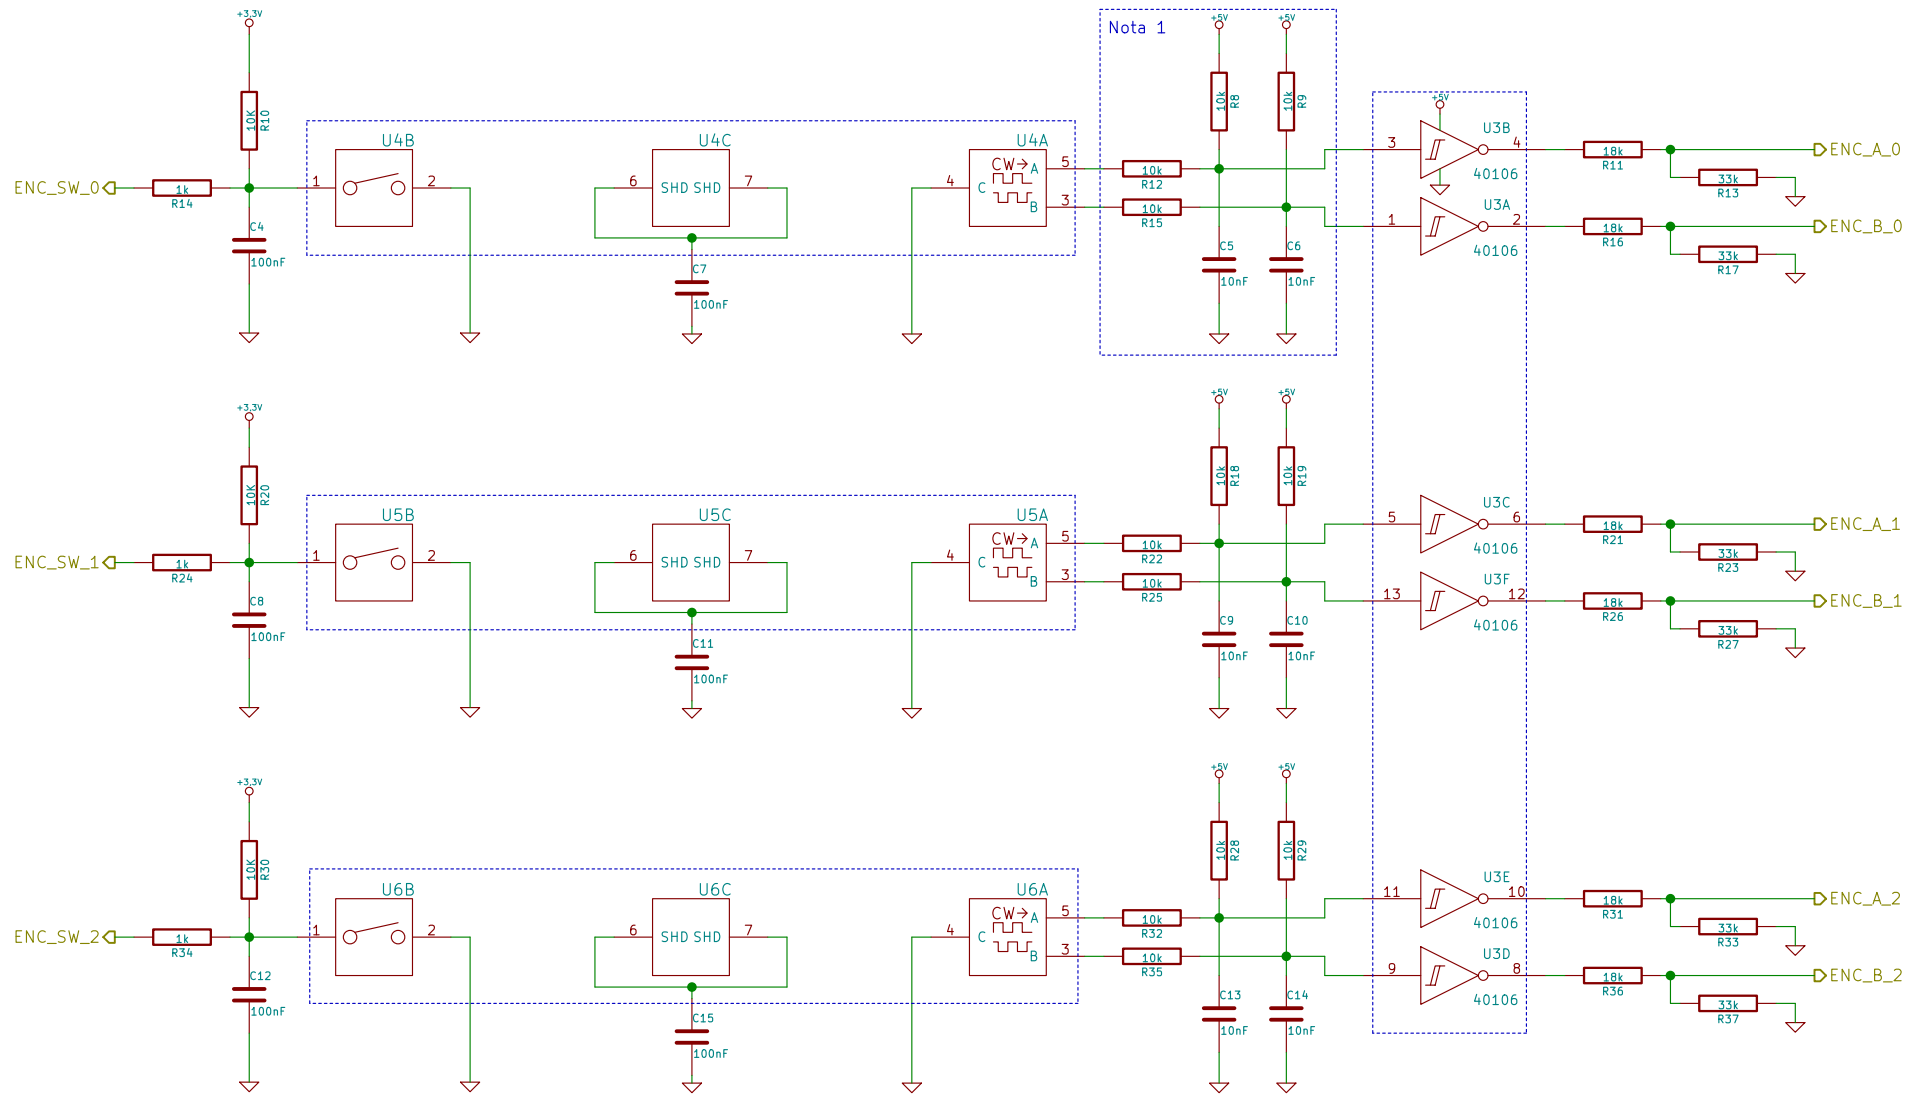 +3.3V
10K
R10
ENC_SW_0
1k
R14
C4
100nF
U4B
1
2
U4C
6
SHD SHD
7
C7
100nF
U4A
4
C
CW→
A
B
5
3
Nota 1
+5V
+5V
10k
R8
10k
R9
10k
R12
10k
R15
C5
10nF
C6
10nF
+5V
U3B
3
4
40106
U3A
1
2
40106
18k
R11
33k
R13
ENC_A_0
18k
R16
33k
R17
ENC_B_0
+3.3V
10K
R20
ENC_SW_1
1k
R24
C8
100nF
U5B
1
2
U5C
6
SHD SHD
7
C11
100nF
U5A
4
C
CW→
A
B
5
3
+5V
+5V
10k
R18
10k
R19
10k
R22
10k
R25
C9
10nF
C10
10nF
U3C
5
6
40106
U3F
13
12
40106
18k
R21
33k
R23
ENC_A_1
18k
R26
33k
R27
ENC_B_1
+3.3V
10K
R30
ENC_SW_2
1k
R34
C12
100nF
U6B
1
2
U6C
6
SHD SHD
7
C15
100nF
U6A
4
C
CW→
A
B
5
3
+5V
+5V
10k
R28
10k
R29
10k
R32
10k
R35
C13
10nF
C14
10nF
U3E
11
10
40106
U3D
9
8
40106
18k
R31
33k
R33
ENC_A_2
18k
R36
33k
R37
ENC_B_2